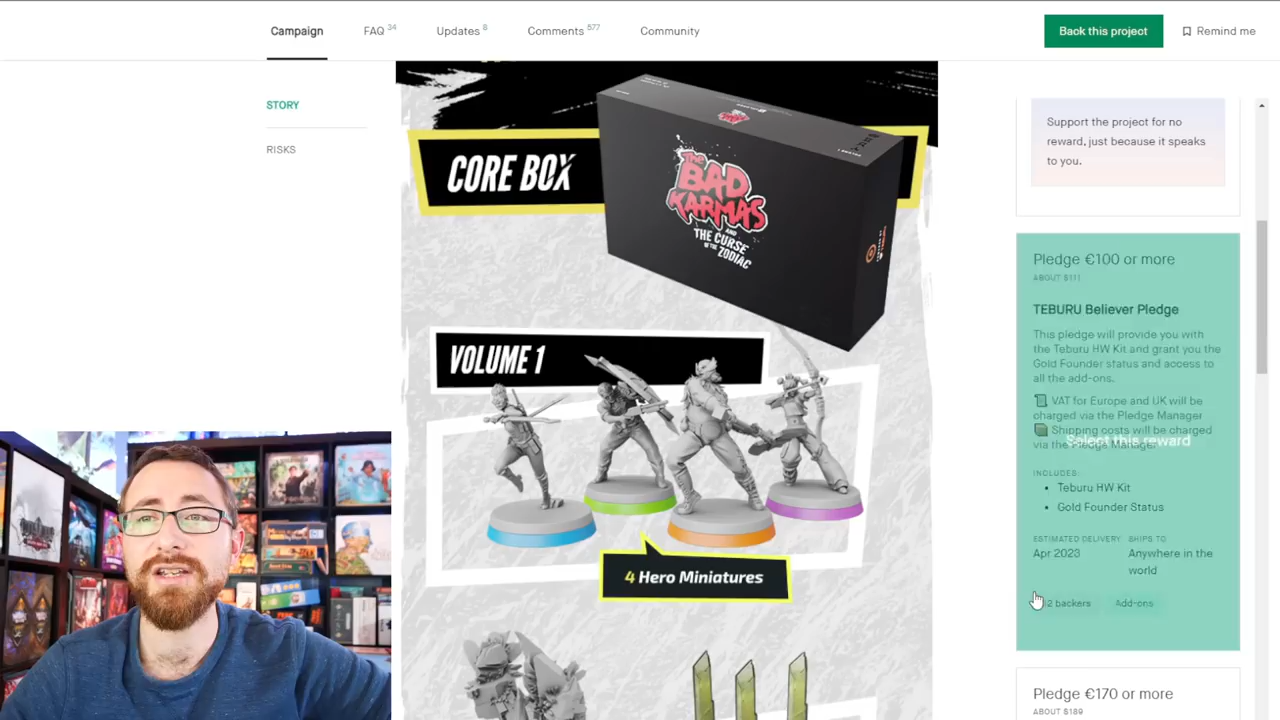 Campaign
FAQ 34
Updates 8
Comments 577
Community
Back this project
Remind me
STORY
RISKS
CORE BOX
The
BAD
KARMAS
AND
THE CURSE
OF THE ZODIAC
VOLUME 1
4 Hero Miniatures
Support the project for no
reward, just because it speaks
to you.
Pledge €100 or more
ABOUT $111
TEBURU Believer Pledge
This pledge will provide you with
the Teburu HW Kit and grant you the
Gold Founder status and access to
all the add-ons.
VAT for Europe and UK will be
charged via the Pledge Manager
Shipping costs will be charged
via the Pledge Manager.
Select this reward
INCLUDES:
Teburu HW Kit
Gold Founder Status
ESTIMATED DELIVERY
Apr 2023
SHIPS TO
Anywhere in the
world
2 backers
Add-ons
Pledge €170 or more
ABOUT $189